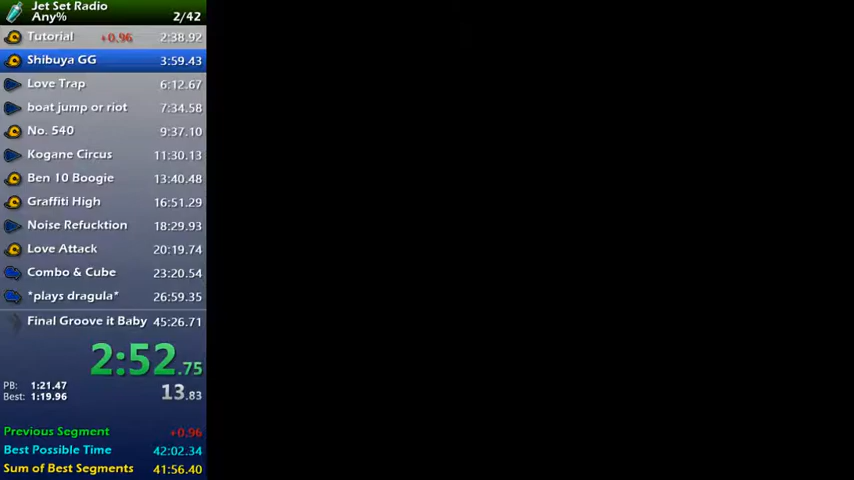 Jet Set Radio
Any% 2/42
Tutorial +0.96 2:38.92
Shibuya GG 3:59.43
Love Trap 6:12.67
boat jump or riot 7:34.58
No. 540 9:37.10
Kogane Circus 11:30.13
Ben 10 Boogie 13:40.48
Graffiti High 16:51.29
Noise Refucktion 18:29.93
Love Attack 20:19.74
Combo & Cube 23:20.54
*plays dragula* 26:59.35
Final Groove it Baby 45:26.71
2:52.75
PB: 1:21.47
Best: 1:19.96
13.83
Previous Segment +0.96
Best Possible Time 42:02.34
Sum of Best Segments 41:56.40